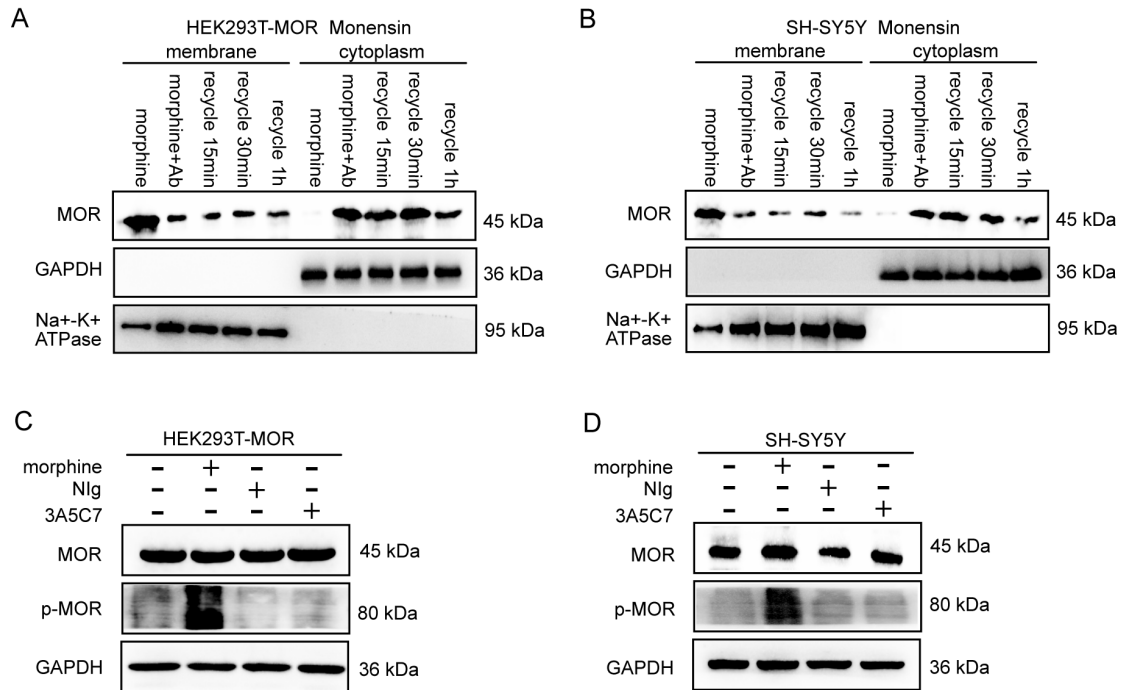 A
HEK293T-MOR Monensin
membrane cytoplasm
morphine
morphine+Ab
recycle 15min
recycle 30min
recycle 1h
morphine
morphine+Ab
recycle 15min
recycle 30min
recycle 1h
MOR 45 kDa
GAPDH 36 kDa
Na+-K+
ATPase 95 kDa
B
SH-SY5Y Monensin
membrane cytoplasm
morphine
morphine+Ab
recycle 15min
recycle 30min
recycle 1h
morphine
morphine+Ab
recycle 15min
recycle 30min
recycle 1h
MOR 45 kDa
GAPDH 36 kDa
Na+-K+
ATPase 95 kDa
C
HEK293T-MOR
morphine - + - -
NIg - - + -
3A5C7 - - - +
MOR 45 kDa
p-MOR 80 kDa
GAPDH 36 kDa
D
SH-SY5Y
morphine - + - -
NIg - - + -
3A5C7 - - - +
MOR 45 kDa
p-MOR 80 kDa
GAPDH 36 kDa